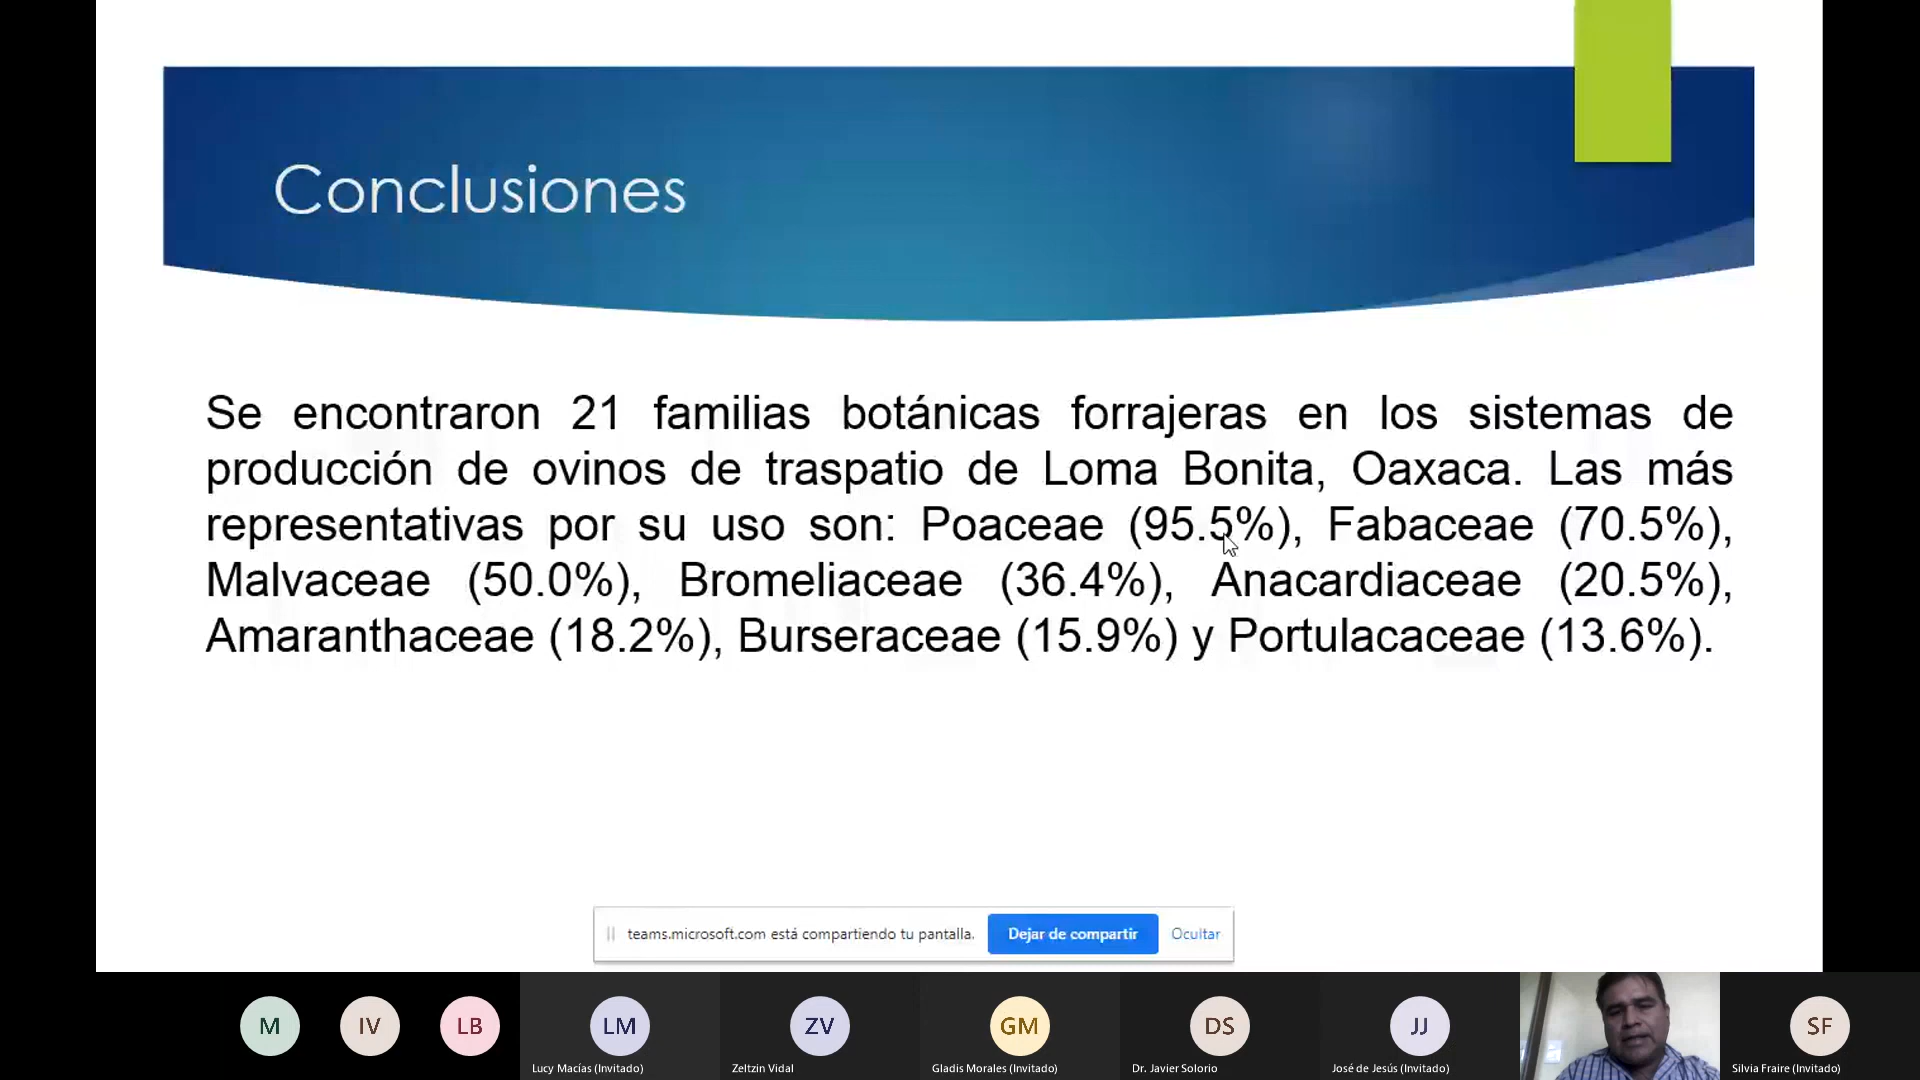 Conclusiones
Se encontraron 21 familias botánicas forrajeras en los sistemas de
producción de ovinos de traspatio de Loma Bonita, Oaxaca. Las más
representativas por su uso son: Poaceae (95.5%), Fabaceae (70.5%),
Malvaceae (50.0%), Bromeliaceae (36.4%), Anacardiaceae (20.5%),
Amaranthaceae (18.2%), Burseraceae (15.9%) y Portulacaceae (13.6%).
teams.microsoft.com está compartiendo tu pantalla. Dejar de compartir Ocultar
M IV LB LM ZV GM DS JJ SF
Lucy Macías (Invitado) Zeltzin Vidal Gladis Morales (Invitado) Dr. Javier Solorio José de Jesús (Invitado) Silvia Fraire (Invitado)